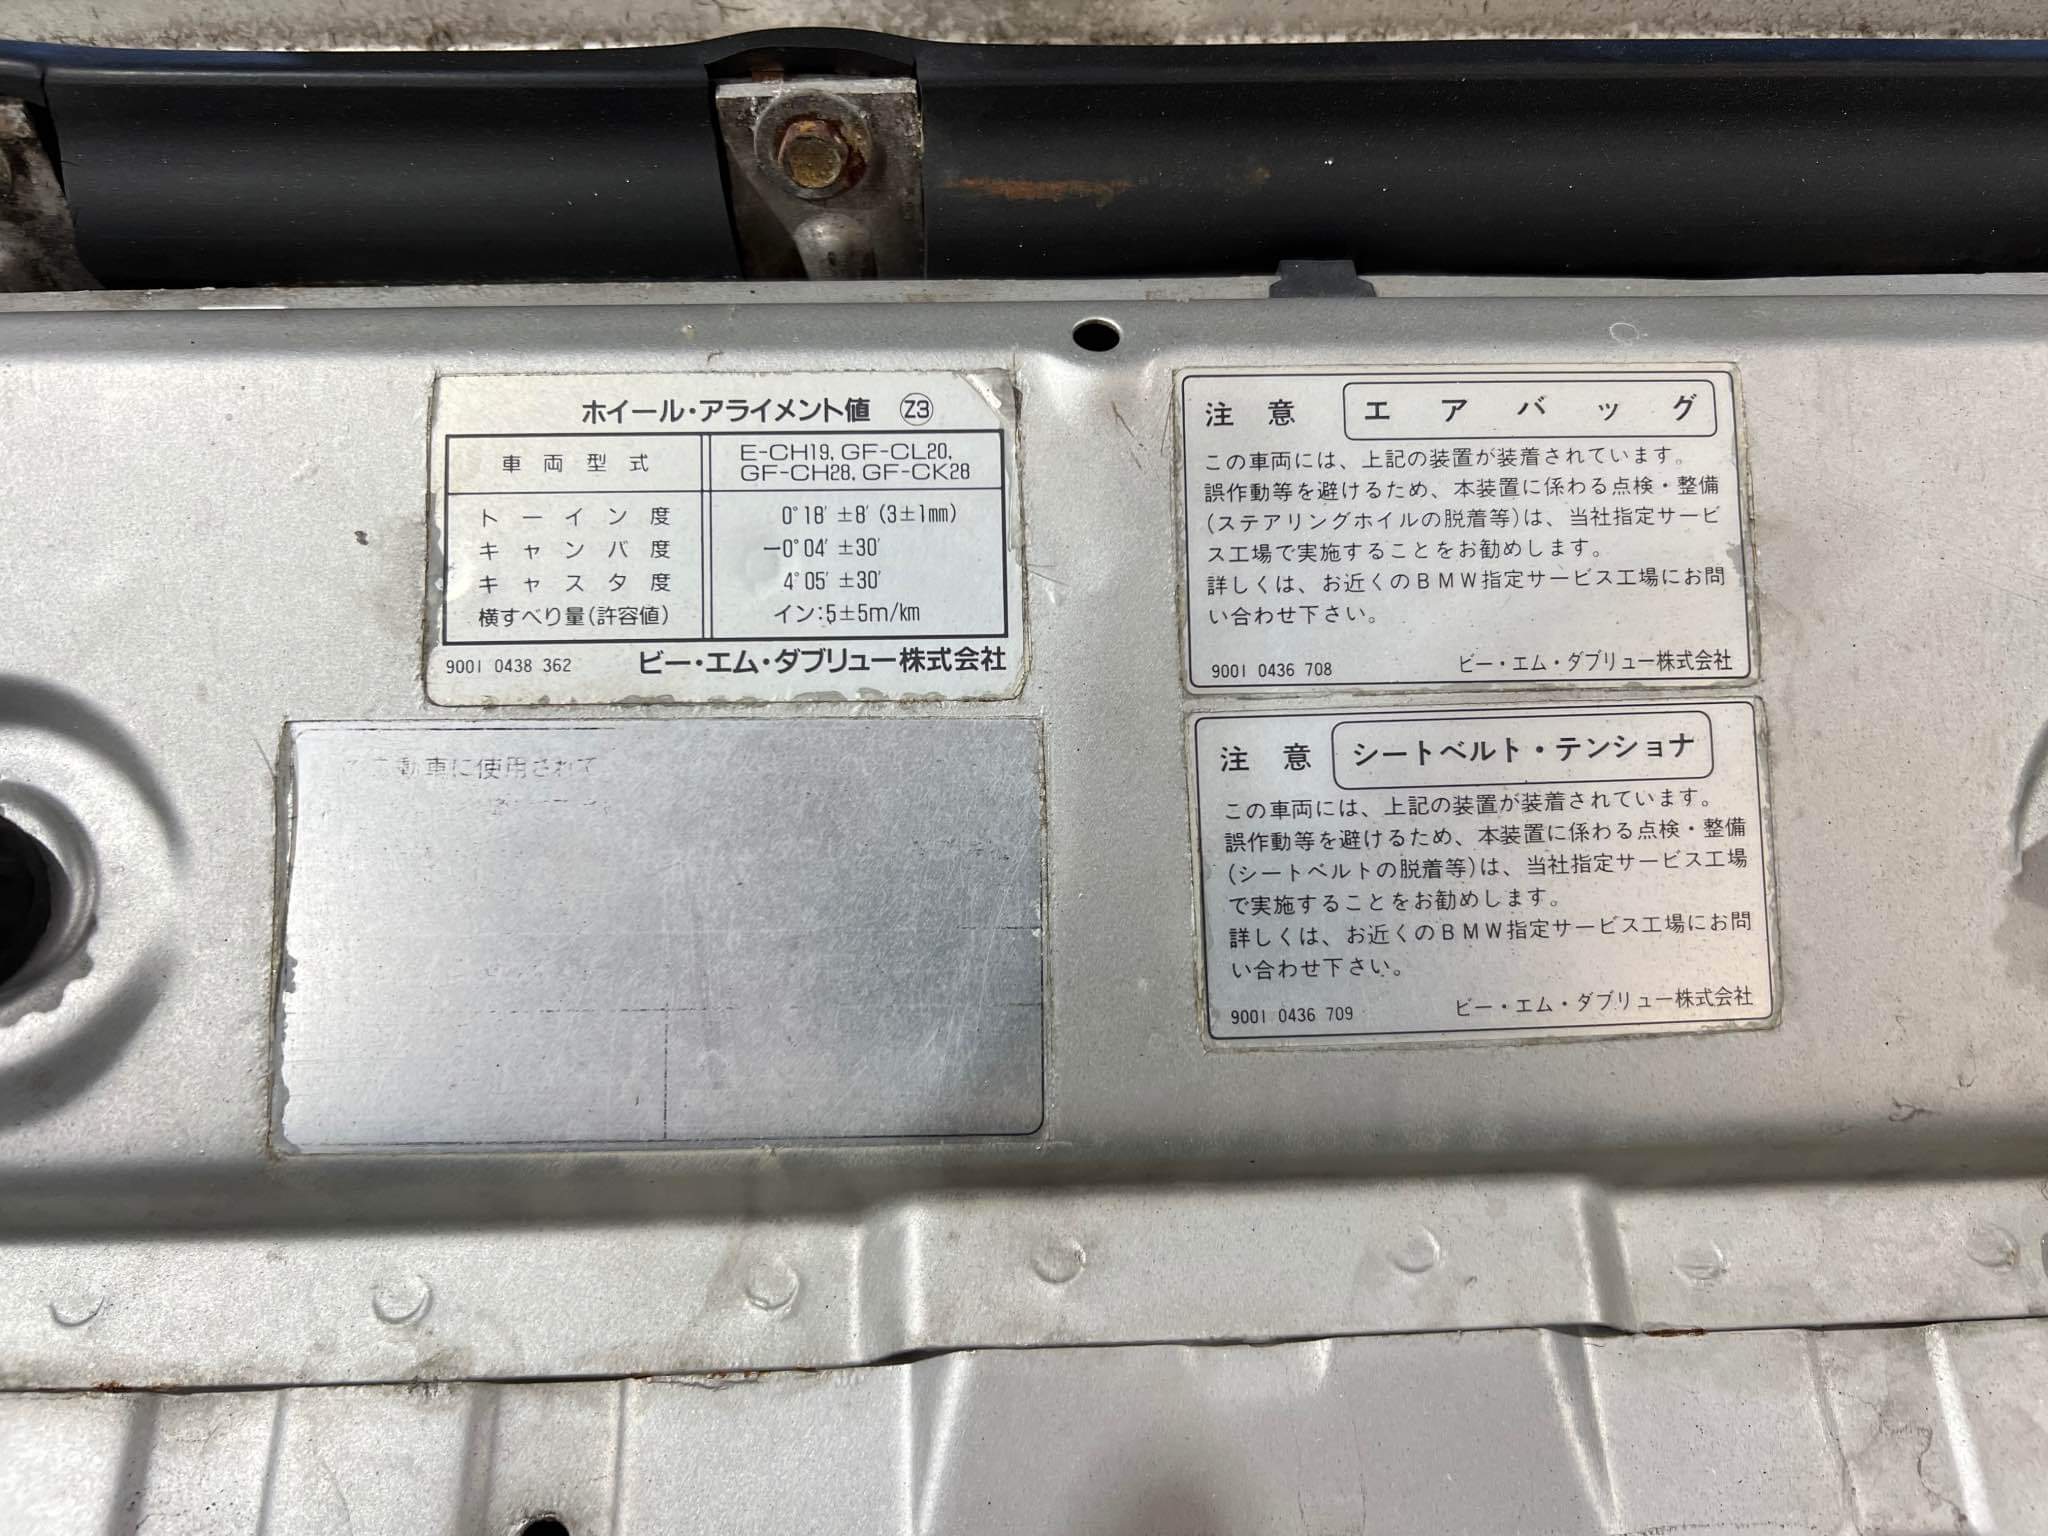 ホイール・アライメント値 Z3
車両型式 E-CH19, GF-CL20,
GF-CH28, GF-CK28
トーイン度 0°18′ ±8′ (3±1mm)
キャンバ度 −0°04′ ±30′
キャスタ度 4°05′ ±30′
横すべり量(許容値) イン:5±5m/km
9001 0438 362 ビー・エム・ダブリュー株式会社
動車に使用されて
注意 エアバッグ
この車両には、上記の装置が装着されています。
誤作動等を避けるため、本装置に係わる点検・整備
(ステアリングホイルの脱着等)は、当社指定サービ
ス工場で実施することをお勧めします。
詳しくは、お近くのBMW指定サービス工場にお問
い合わせ下さい。
9001 0436 708 ビー・エム・ダブリュー株式会社
注意 シートベルト・テンショナ
この車両には、上記の装置が装着されています。
誤作動等を避けるため、本装置に係わる点検・整備
(シートベルトの脱着等)は、当社指定サービス工場
で実施することをお勧めします。
詳しくは、お近くのBMW指定サービス工場にお問
い合わせ下さい。
9001 0436 709 ビー・エム・ダブリュー株式会社